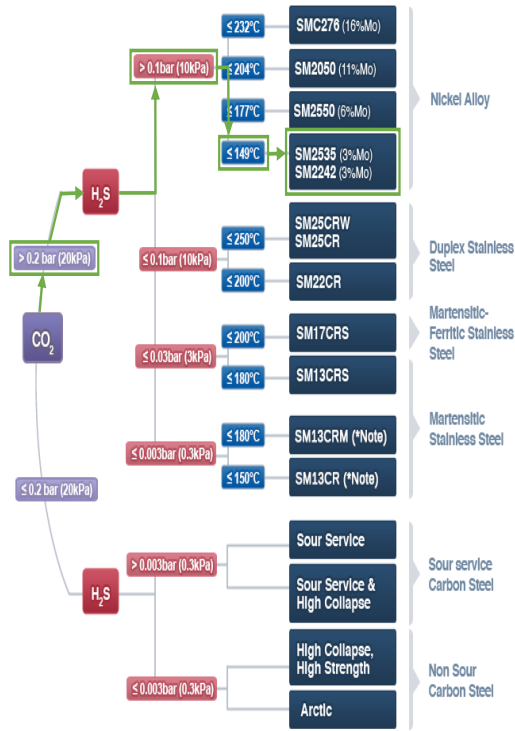 ≤ 232°C
SMC276 (16%Mo)
> 0.1bar (10kPa)
≤ 204°C
SM2050 (11%Mo)
≤ 177°C
SM2550 (6%Mo)
≤ 149°C
SM2535 (3%Mo)
SM2242 (3%Mo)
Nickel Alloy
H₂S
> 0.2 bar (20kPa)
CO₂
≤ 0.1bar (10kPa)
≤ 250°C
SM25CRW
SM25CR
≤ 200°C
SM22CR
Duplex Stainless
Steel
≤ 0.03bar (3kPa)
≤ 200°C
SM17CRS
≤ 180°C
SM13CRS
Martensitic-
Ferritic Stainless
Steel
≤ 0.003bar (0.3kPa)
≤ 180°C
SM13CRM (*Note)
≤ 150°C
SM13CR (*Note)
Martensitic
Stainless Steel
≤ 0.2 bar (20kPa)
H₂S
> 0.003bar (0.3kPa)
Sour Service
Sour Service &
High Collapse
Sour service
Carbon Steel
≤ 0.003bar (0.3kPa)
High Collapse,
High Strength
Arctic
Non Sour
Carbon Steel